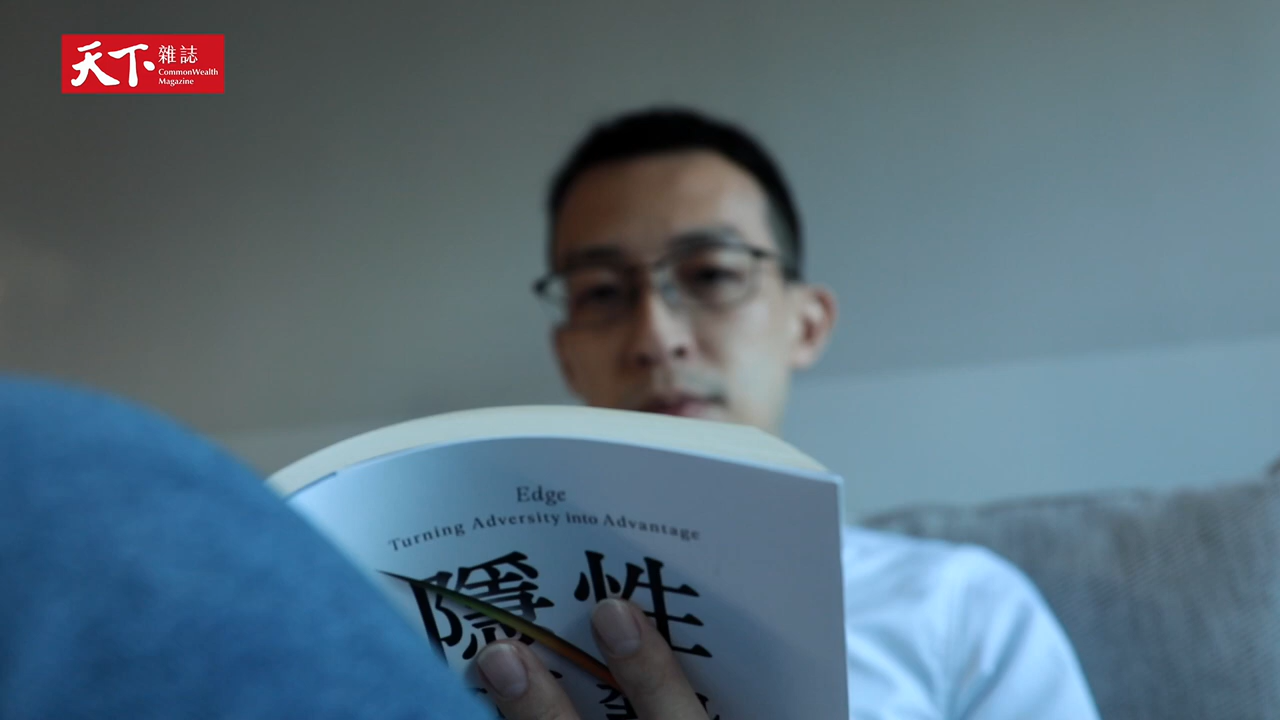 天下 雜誌
CommonWealth
Magazine
Edge
Turning Adversity into Advantage
隱性